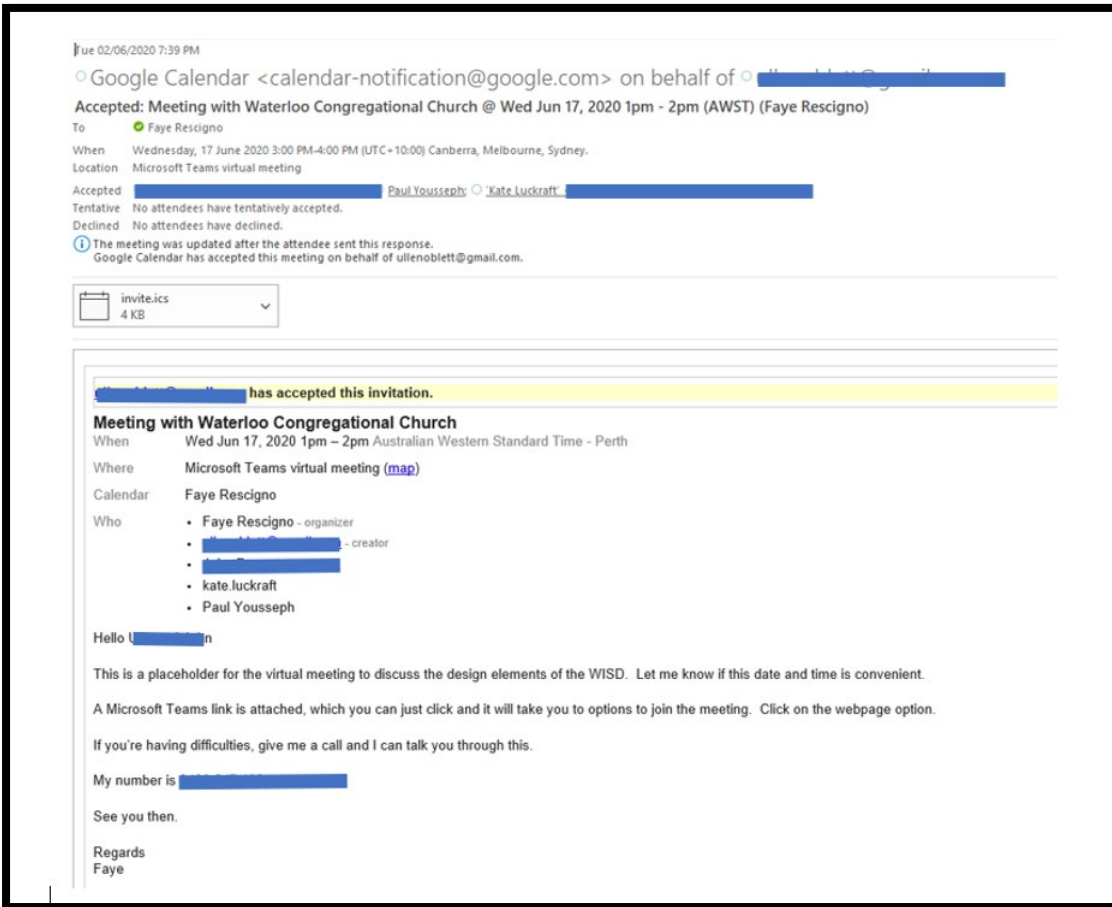 Tue 02/06/2020 7:39 PM
Google Calendar <calendar-notification@google.com> on behalf of
Accepted: Meeting with Waterloo Congregational Church @ Wed Jun 17, 2020 1pm - 2pm (AWST) (Faye Rescigno)
To Faye Rescigno
When Wednesday, 17 June 2020 3:00 PM-4:00 PM (UTC+10:00) Canberra, Melbourne, Sydney.
Location Microsoft Teams virtual meeting
Accepted Paul Yousseph; 'Kate Luckraft'
Tentative No attendees have tentatively accepted.
Declined No attendees have declined.
The meeting was updated after the attendee sent this response.
Google Calendar has accepted this meeting on behalf of ullenoblett@gmail.com.
invite.ics
4 KB
has accepted this invitation.
Meeting with Waterloo Congregational Church
When Wed Jun 17, 2020 1pm – 2pm Australian Western Standard Time - Perth
Where Microsoft Teams virtual meeting (map)
Calendar Faye Rescigno
Who • Faye Rescigno - organizer
• - creator
•
• kate.luckraft
• Paul Yousseph
Hello
This is a placeholder for the virtual meeting to discuss the design elements of the WISD. Let me know if this date and time is convenient.
A Microsoft Teams link is attached, which you can just click and it will take you to options to join the meeting. Click on the webpage option.
If you're having difficulties, give me a call and I can talk you through this.
My number is
See you then.
Regards
Faye